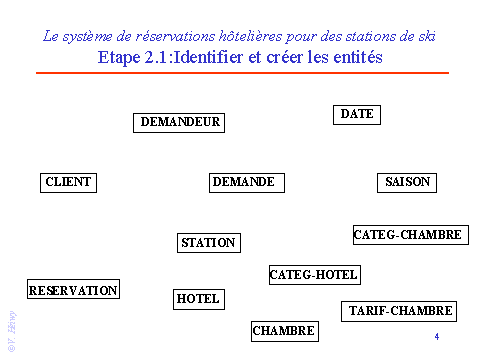 Le système de réservations hôtelières pour des stations de ski
Etape 2.1:Identifier et créer les entités
DATE
DEMANDEUR
CLIENT
DEMANDE
SAISON
CATEG-CHAMBRE
STATION
CATEG-HOTEL
RESERVATION
HOTEL
TARIF-CHAMBRE
CHAMBRE
4